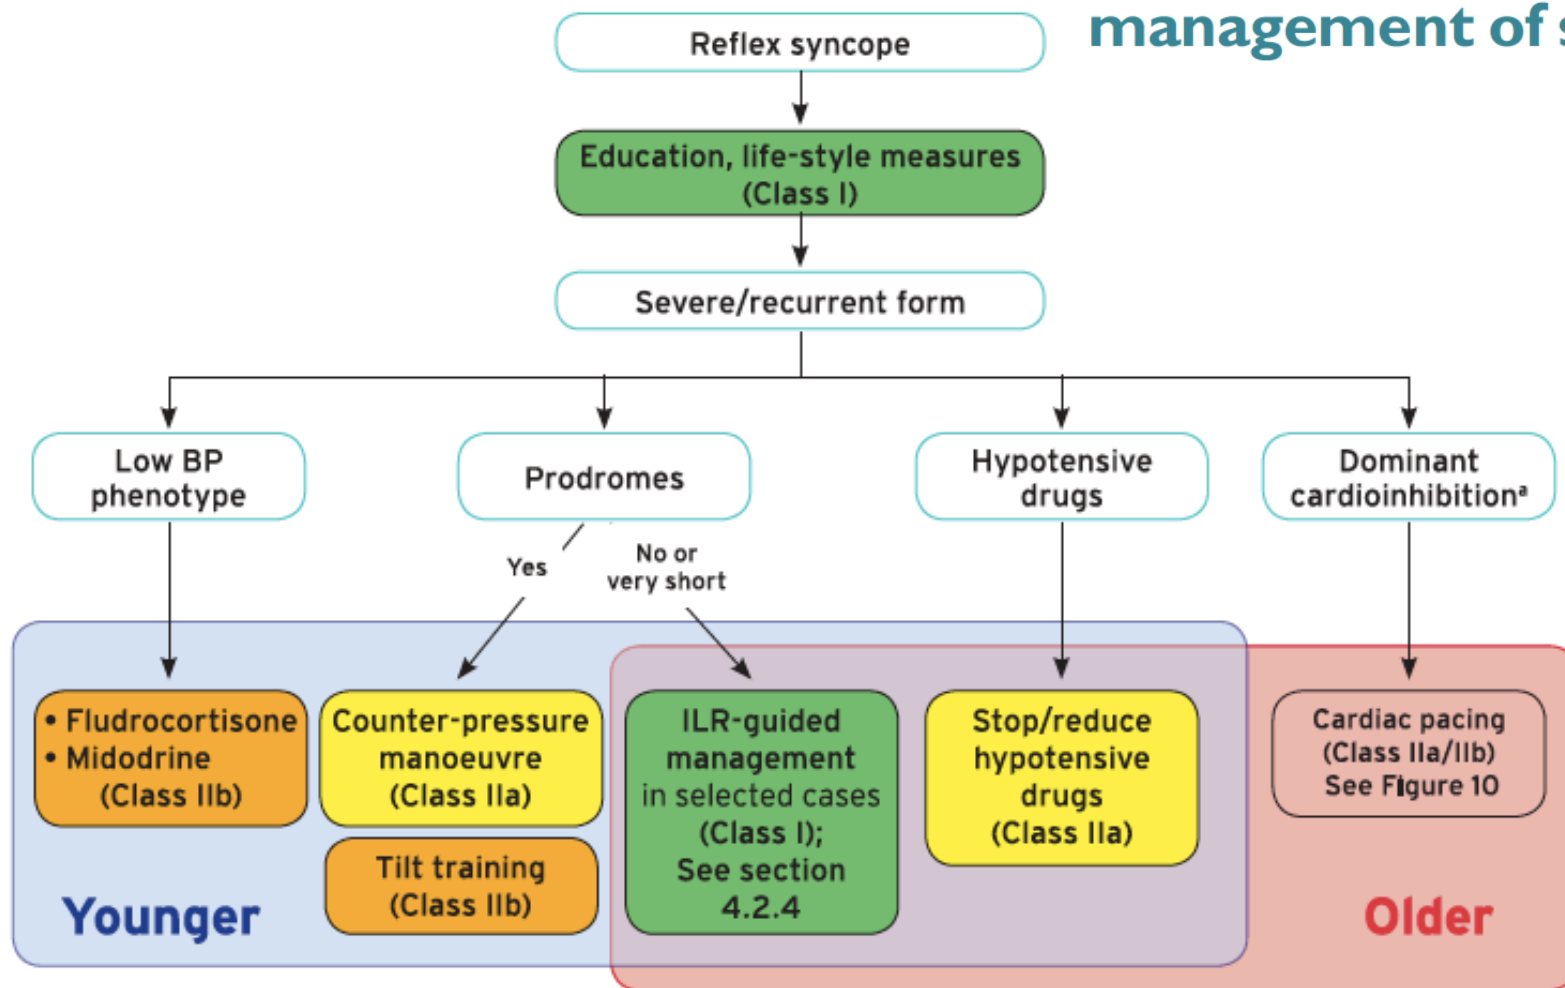 management of s
Reflex syncope
Education, life-style measures
(Class I)
Severe/recurrent form
Low BP
phenotype
Prodromes
Hypotensive
drugs
Dominant
cardioinhibitionᵃ
Yes
No or
very short
• Fludrocortisone
• Midodrine
(Class IIb)
Counter-pressure
manoeuvre
(Class IIa)
Tilt training
(Class IIb)
ILR-guided
management
in selected cases
(Class I);
See section
4.2.4
Stop/reduce
hypotensive
drugs
(Class IIa)
Cardiac pacing
(Class IIa/IIb)
See Figure 10
Younger
Older